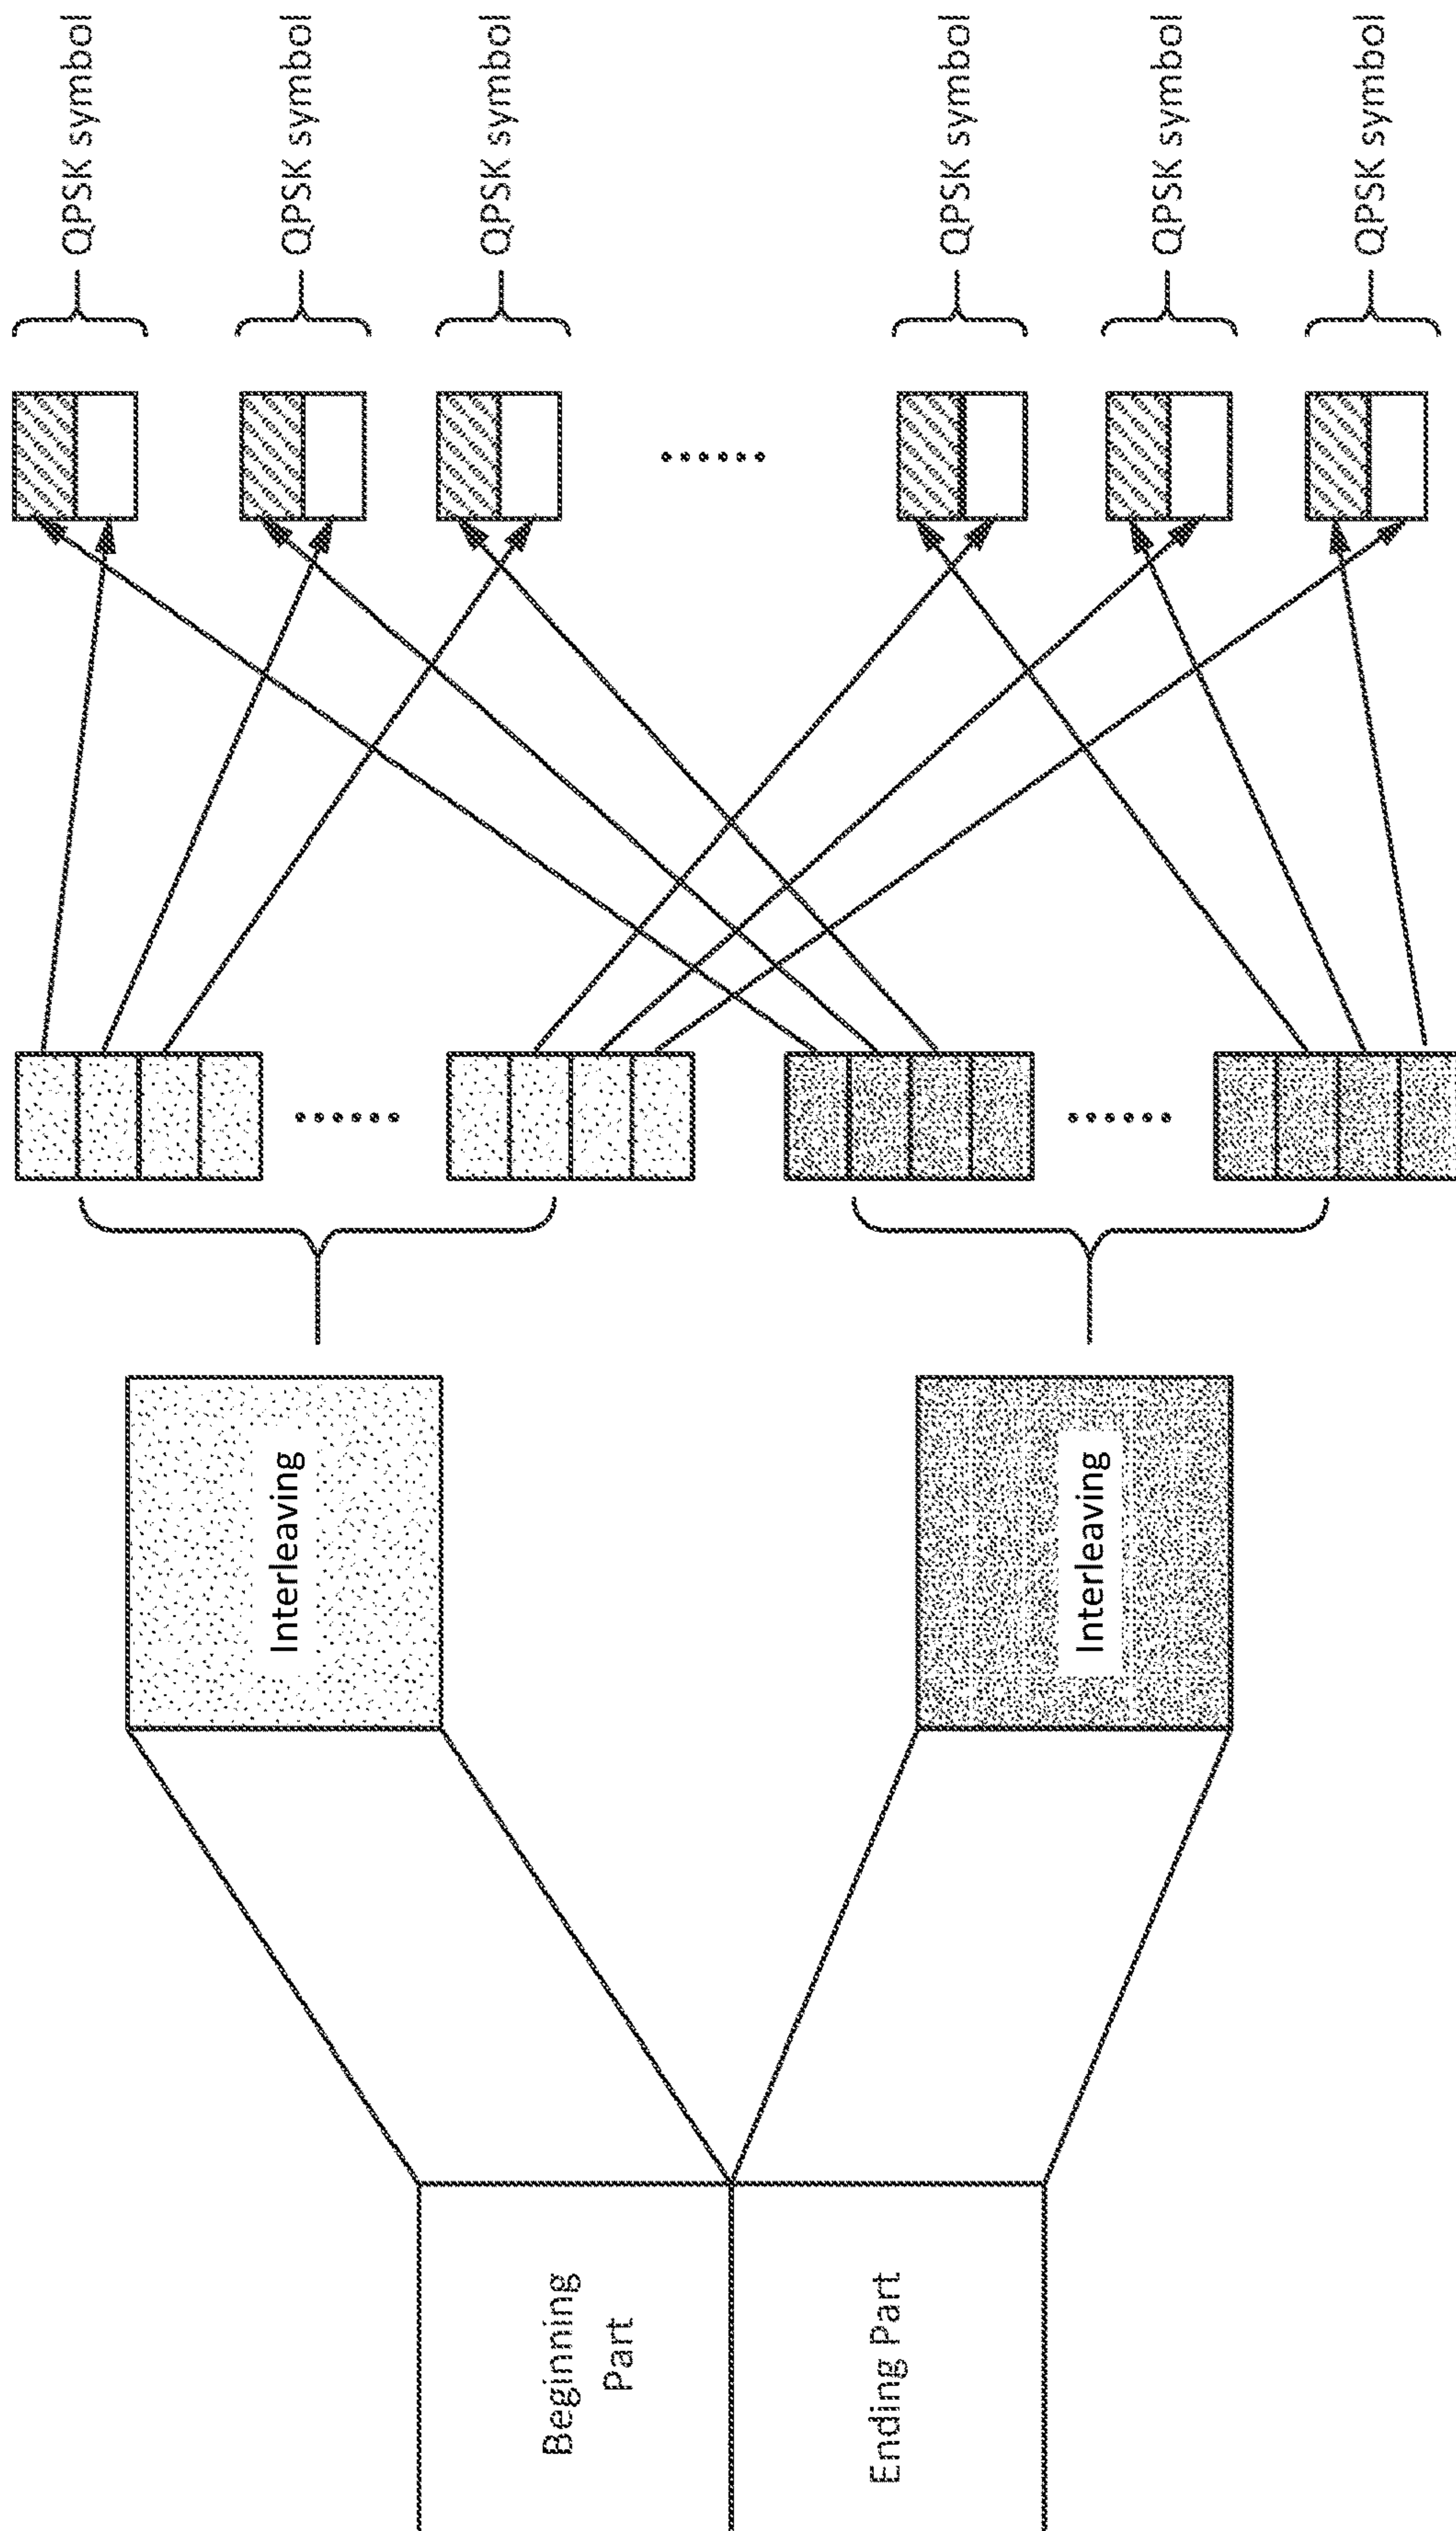 Beginning
Part
Ending Part
Interleaving
Interleaving
QPSK symbol
QPSK symbol
QPSK symbol
QPSK symbol
QPSK symbol
QPSK symbol